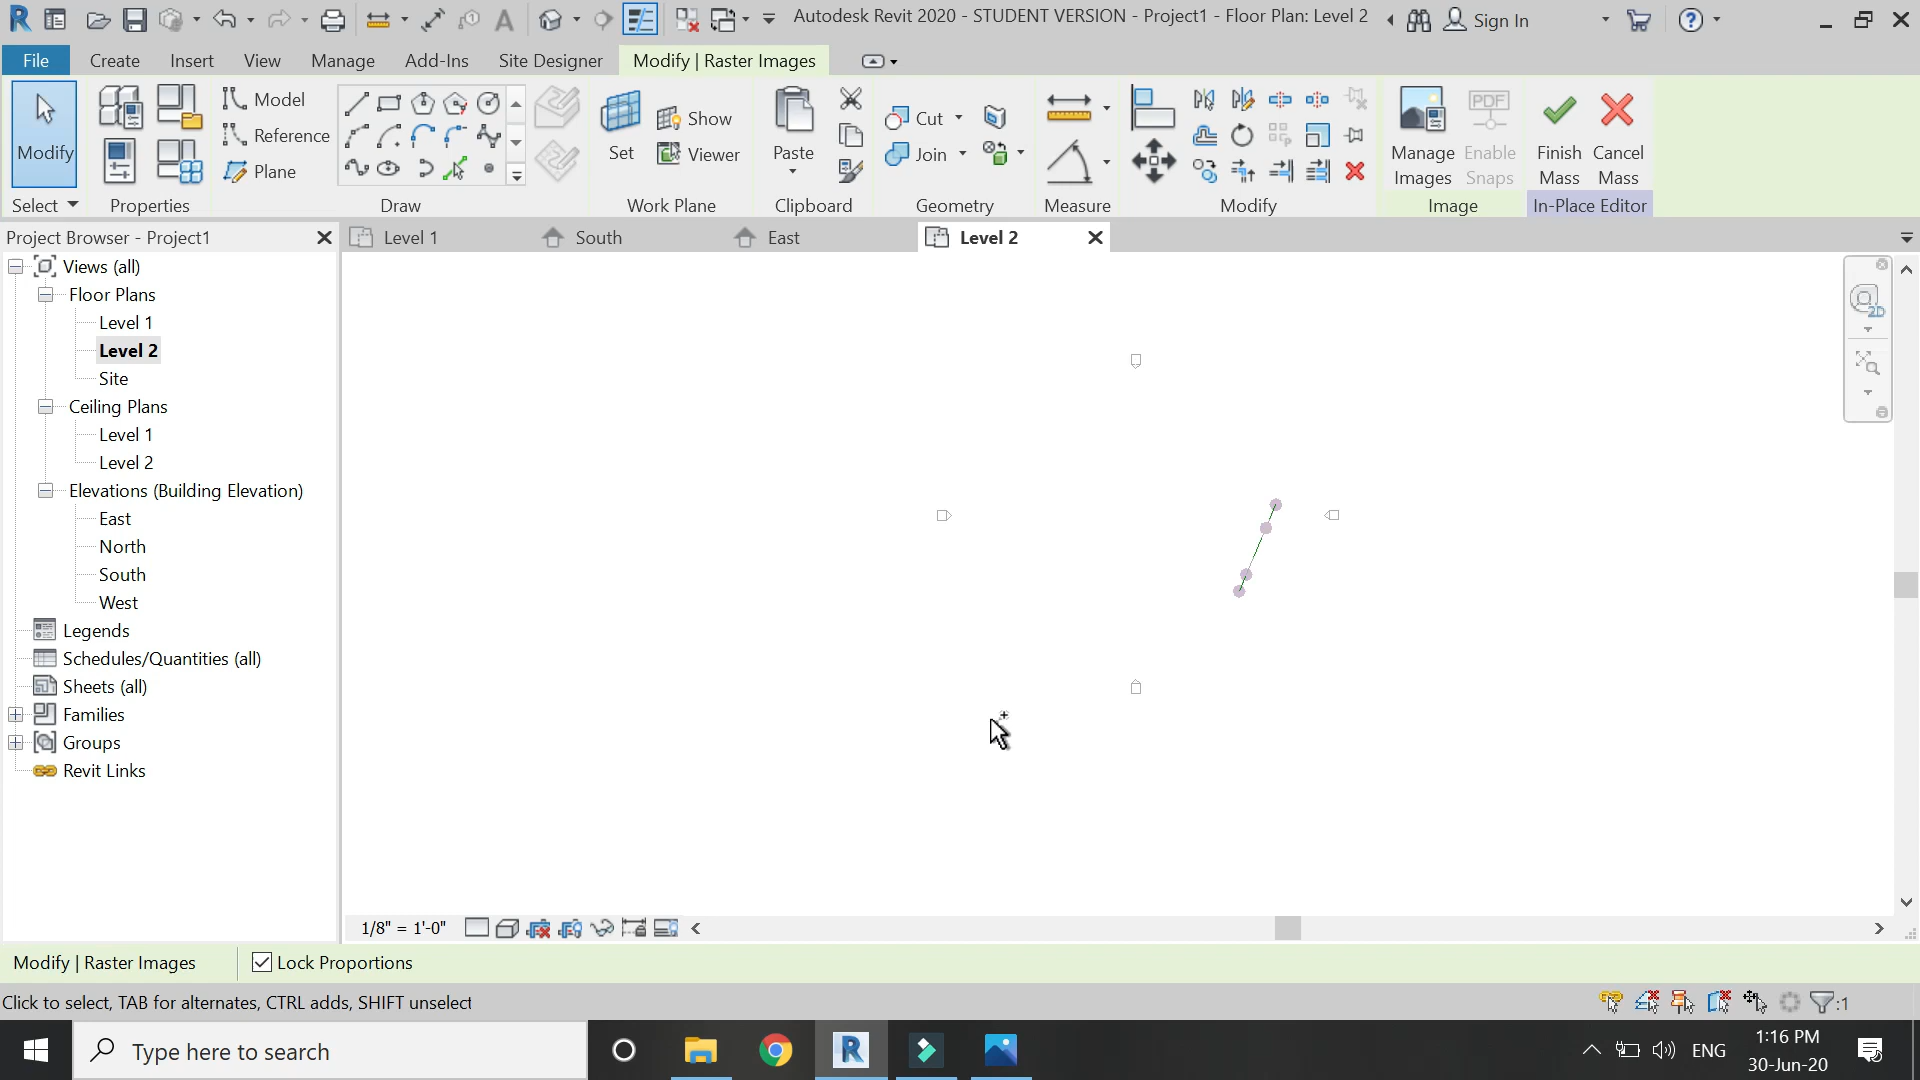 Autodesk Revit 2020 - STUDENT VERSION - Project1 - Floor Plan: Level 2
Sign In
File
Create
Insert
View
Manage
Add-Ins
Site Designer
Modify | Raster Images
Modify
Select
Properties
Model
Reference
Plane
Draw
Set
Show
Viewer
Work Plane
Paste
Clipboard
Cut
Join
Geometry
Measure
Modify
Manage Images
PDF
Enable Snaps
Image
Finish Mass
Cancel Mass
In-Place Editor
Project Browser - Project1
Level 1
South
East
Level 2
Views (all)
Floor Plans
Level 1
Level 2
Site
Ceiling Plans
Level 1
Level 2
Elevations (Building Elevation)
East
North
South
West
Legends
Schedules/Quantities (all)
Sheets (all)
Families
Groups
Revit Links
2D
1/8" = 1'-0"
Modify | Raster Images
Lock Proportions
Click to select, TAB for alternates, CTRL adds, SHIFT unselect
:1
Type here to search
ENG
1:16 PM
30-Jun-20